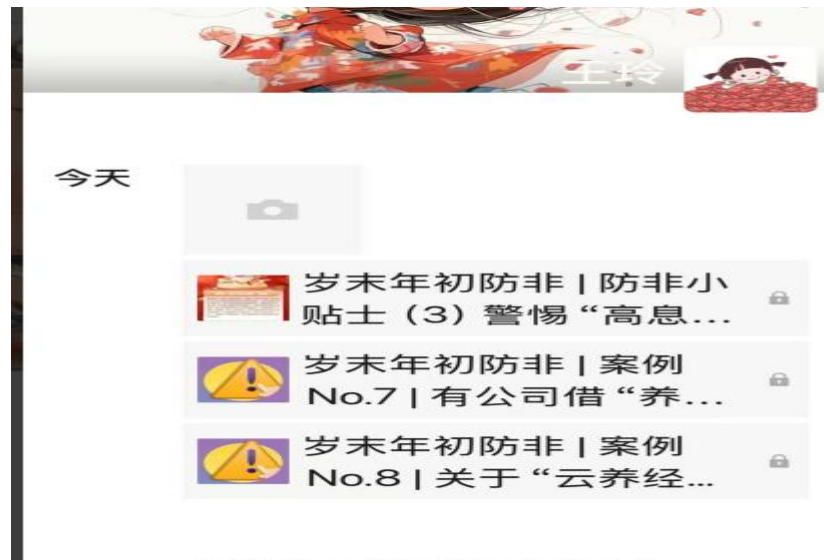 王玲
今天
岁末年初防非 | 防非小
贴士（3）警惕“高息...
岁末年初防非 | 案例
No.7 | 有公司借“养...
岁末年初防非 | 案例
No.8 | 关于“云养经...